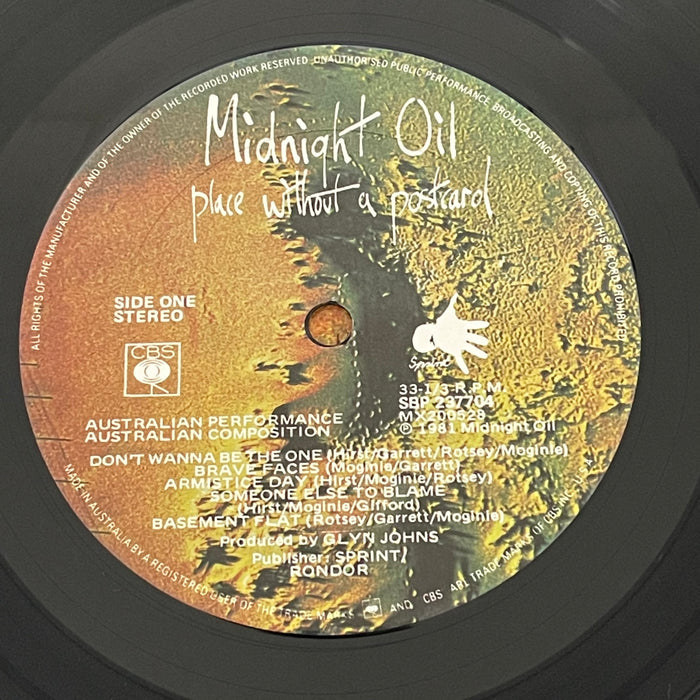 ALL RIGHTS OF THE MANUFACTURER AND OF THE OWNER OF THE RECORDED WORK RESERVED. UNAUTHORISED PUBLIC PERFORMANCE BROADCASTING AND COPYING OF THIS RECORD PROHIBITED
Midnight Oil
place without a postcard
SIDE ONE
STEREO
CBS
Sprint
33-1/3 R.P.M.
SBP 237704
MX200528
℗ 1981 Midnight Oil
AUSTRALIAN PERFORMANCE
AUSTRALIAN COMPOSITION
DON'T WANNA BE THE ONE (Hirst/Garrett/Rotsey/Moginie)
BRAVE FACES (Moginie/Garrett)
ARMISTICE DAY (Hirst/Moginie/Rotsey)
SOMEONE ELSE TO BLAME
(Hirst/Moginie/Gifford)
BASEMENT FLAT (Rotsey/Garrett/Moginie)
Produced by GLYN JOHNS
Publisher: SPRINT/
RONDOR
MADE IN AUSTRALIA BY A REGISTERED USER OF THE TRADE MARKS AND CBS ARE TRADE MARKS OF CBS INC., U.S.A.